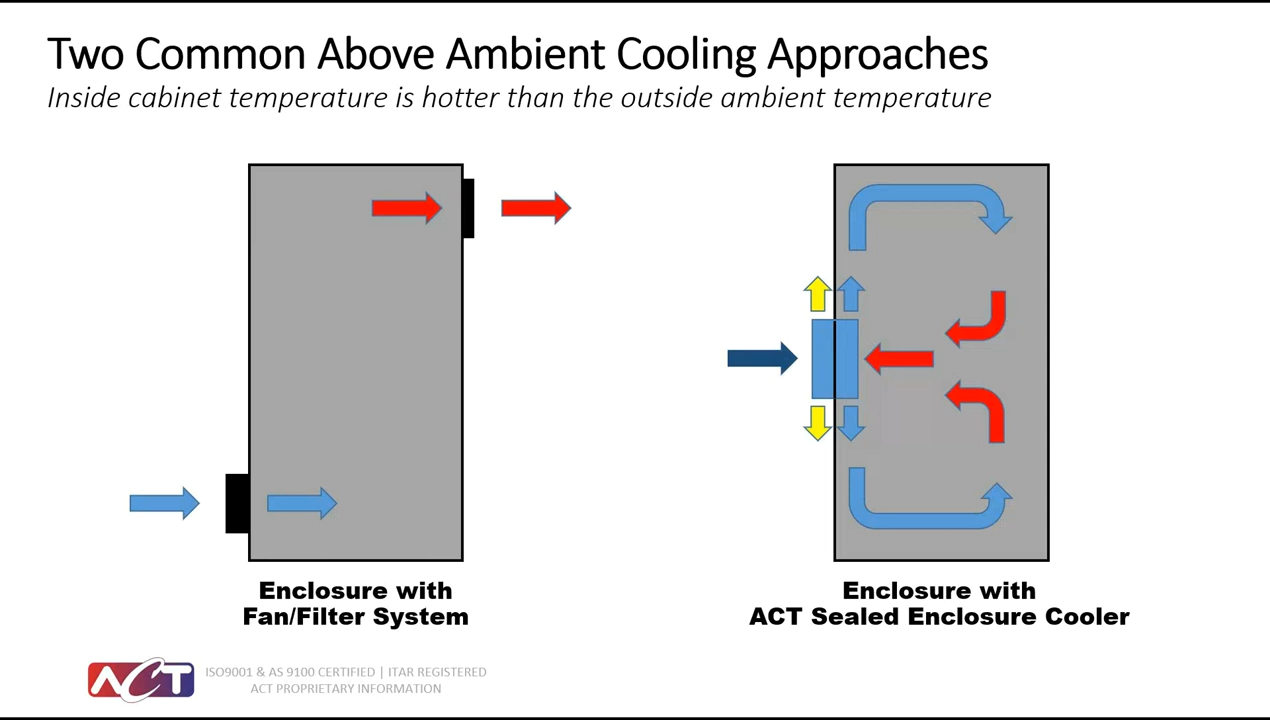 Two Common Above Ambient Cooling Approaches
Inside cabinet temperature is hotter than the outside ambient temperature
Enclosure with
Fan/Filter System
Enclosure with
ACT Sealed Enclosure Cooler
ACT
ISO9001 & AS 9100 CERTIFIED | ITAR REGISTERED
ACT PROPRIETARY INFORMATION